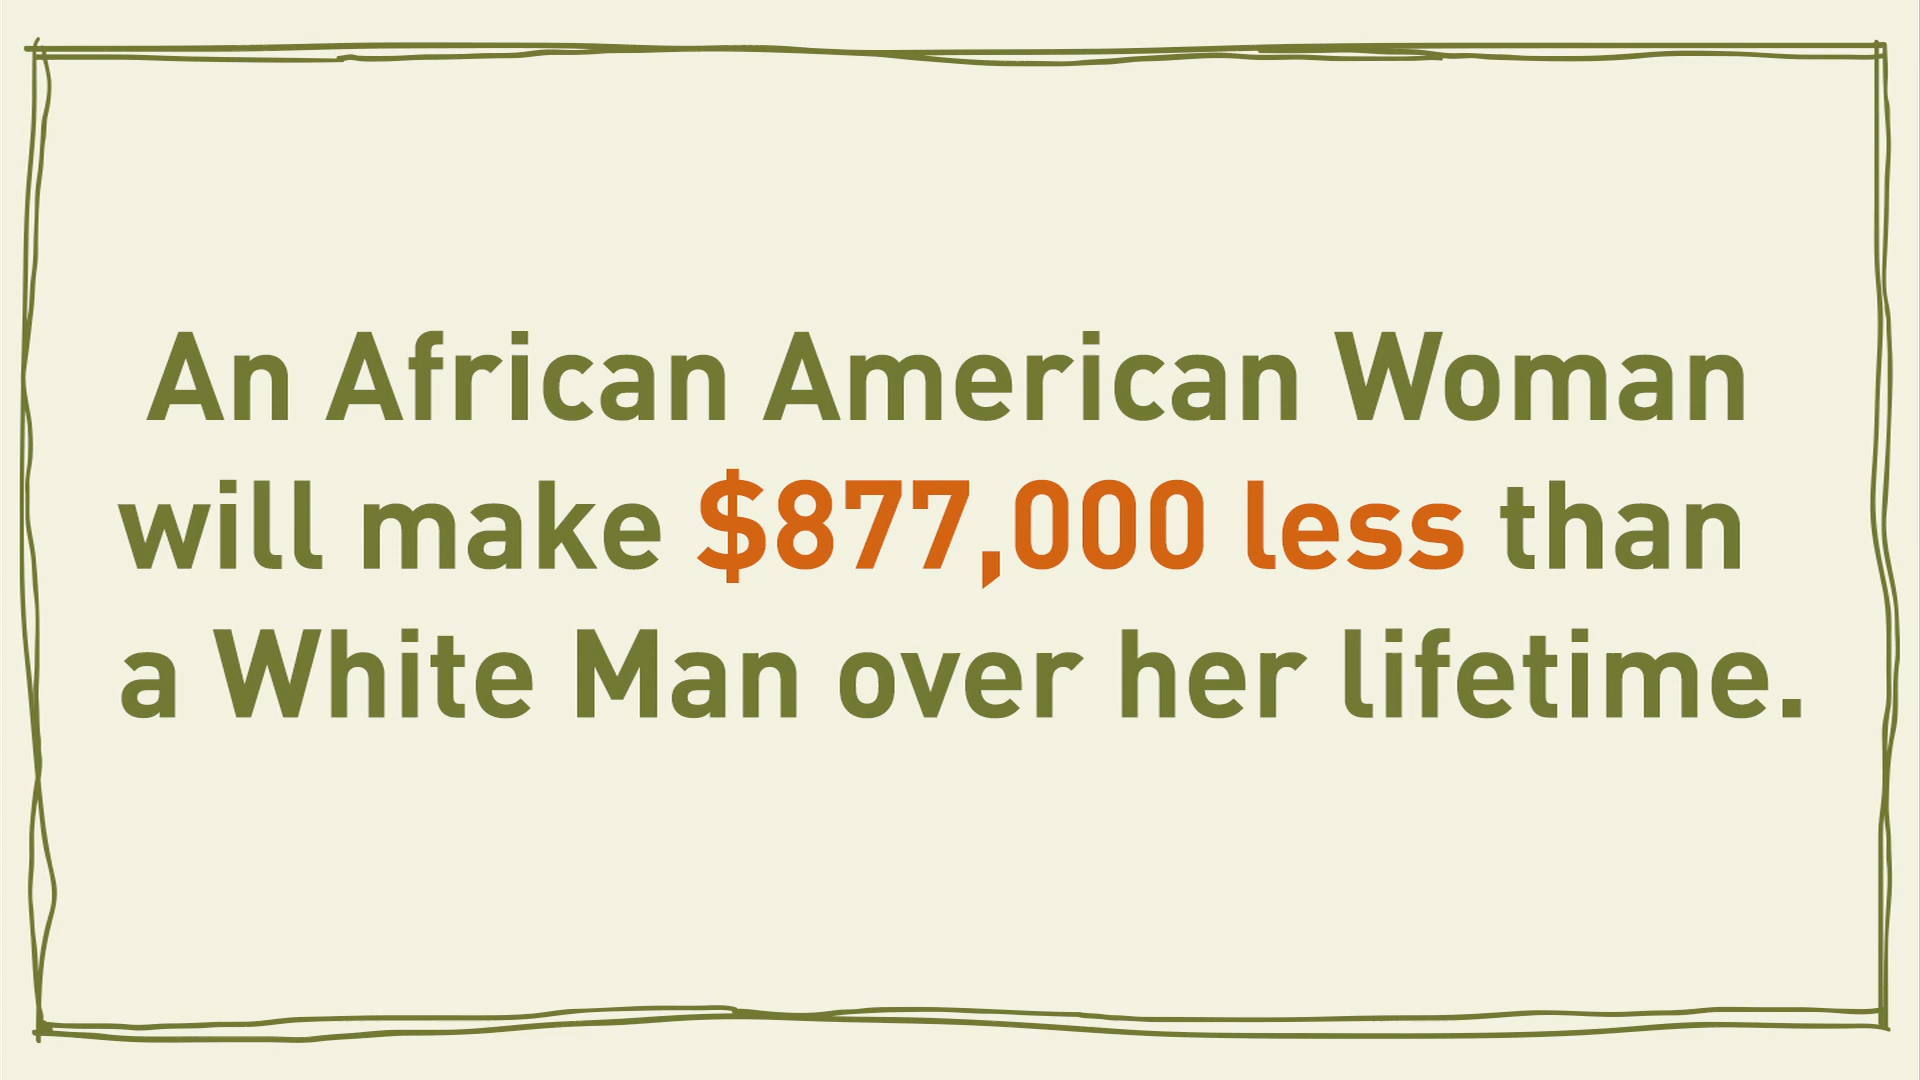 An African American Woman
will make $877,000 less than
a White Man over her lifetime.